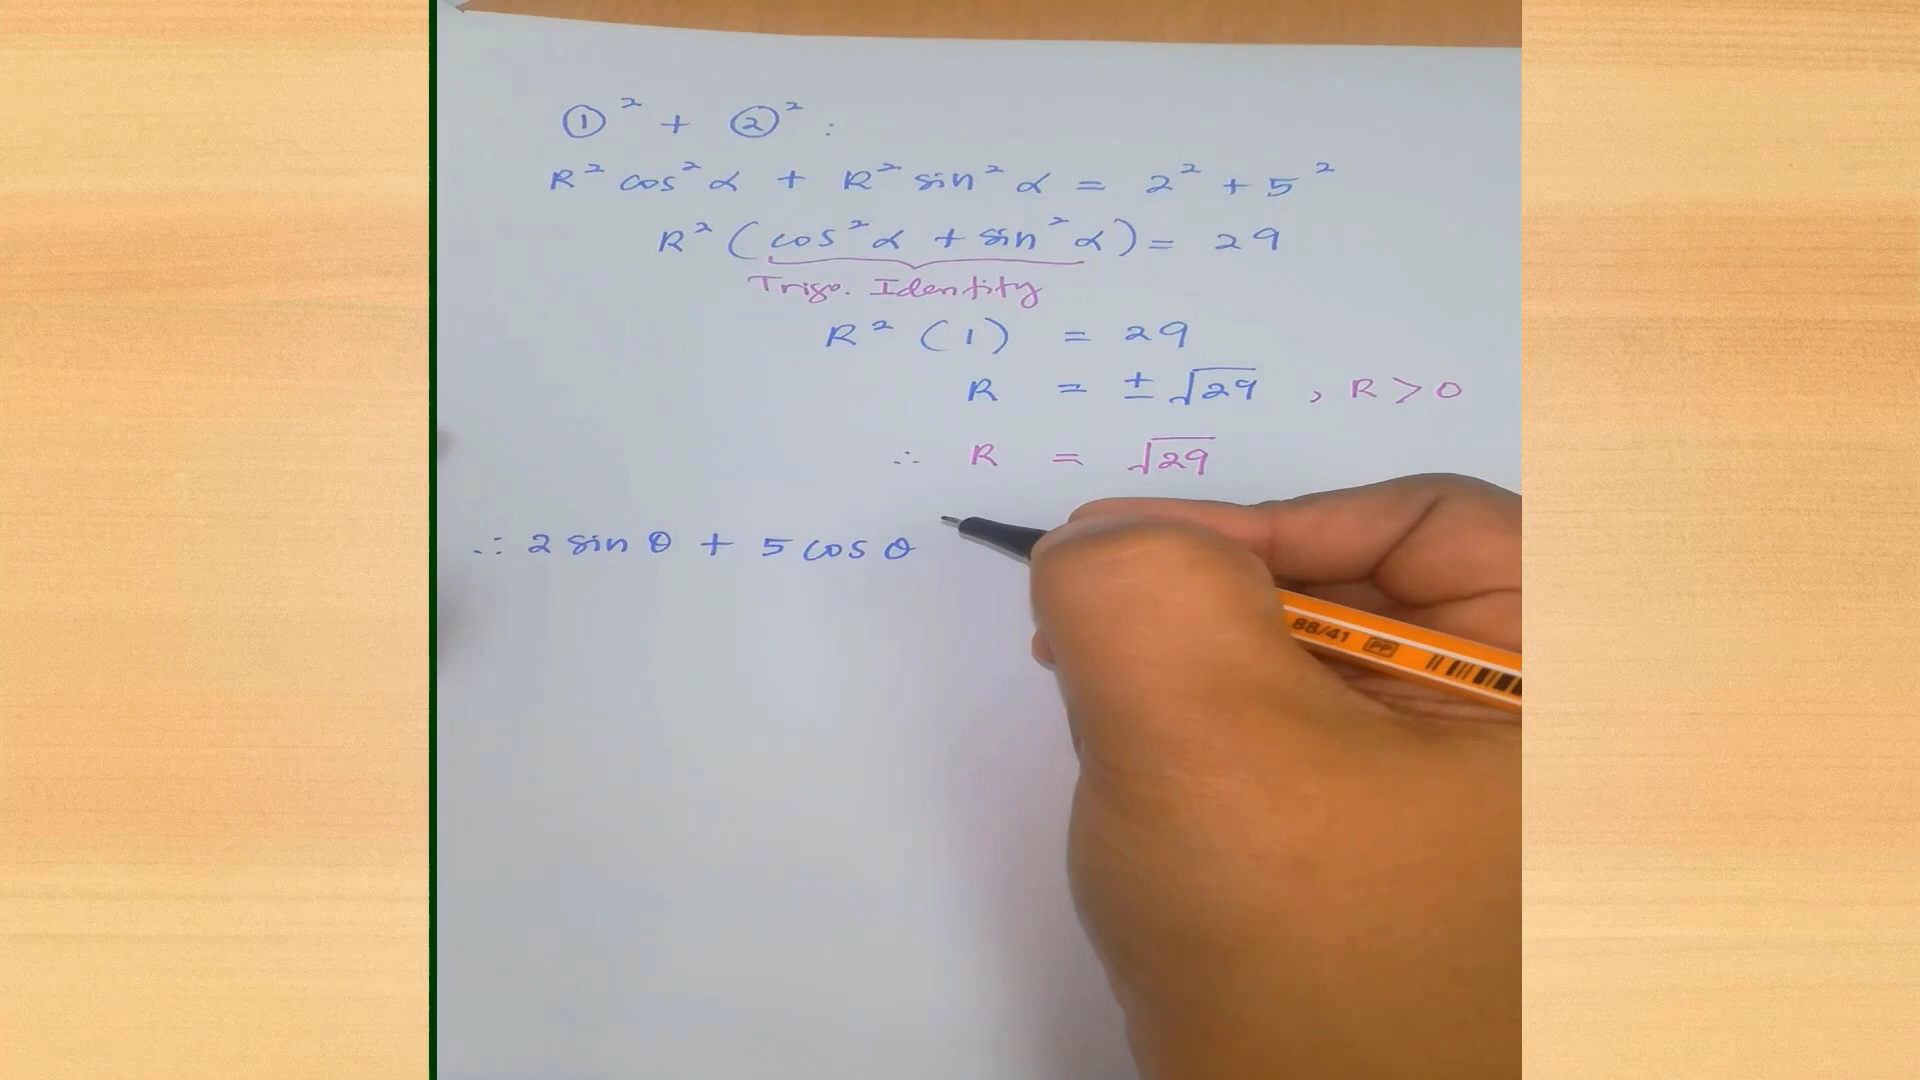 ①² + ②² :
R² cos² α + R² sin² α = 2² + 5²
R² (cos² α + sin² α) = 29
Trigo. Identity
R² (1) = 29
R = ± √29 , R > 0
∴ R = √29
∴ 2 sin θ + 5 cos θ
88/41 PP